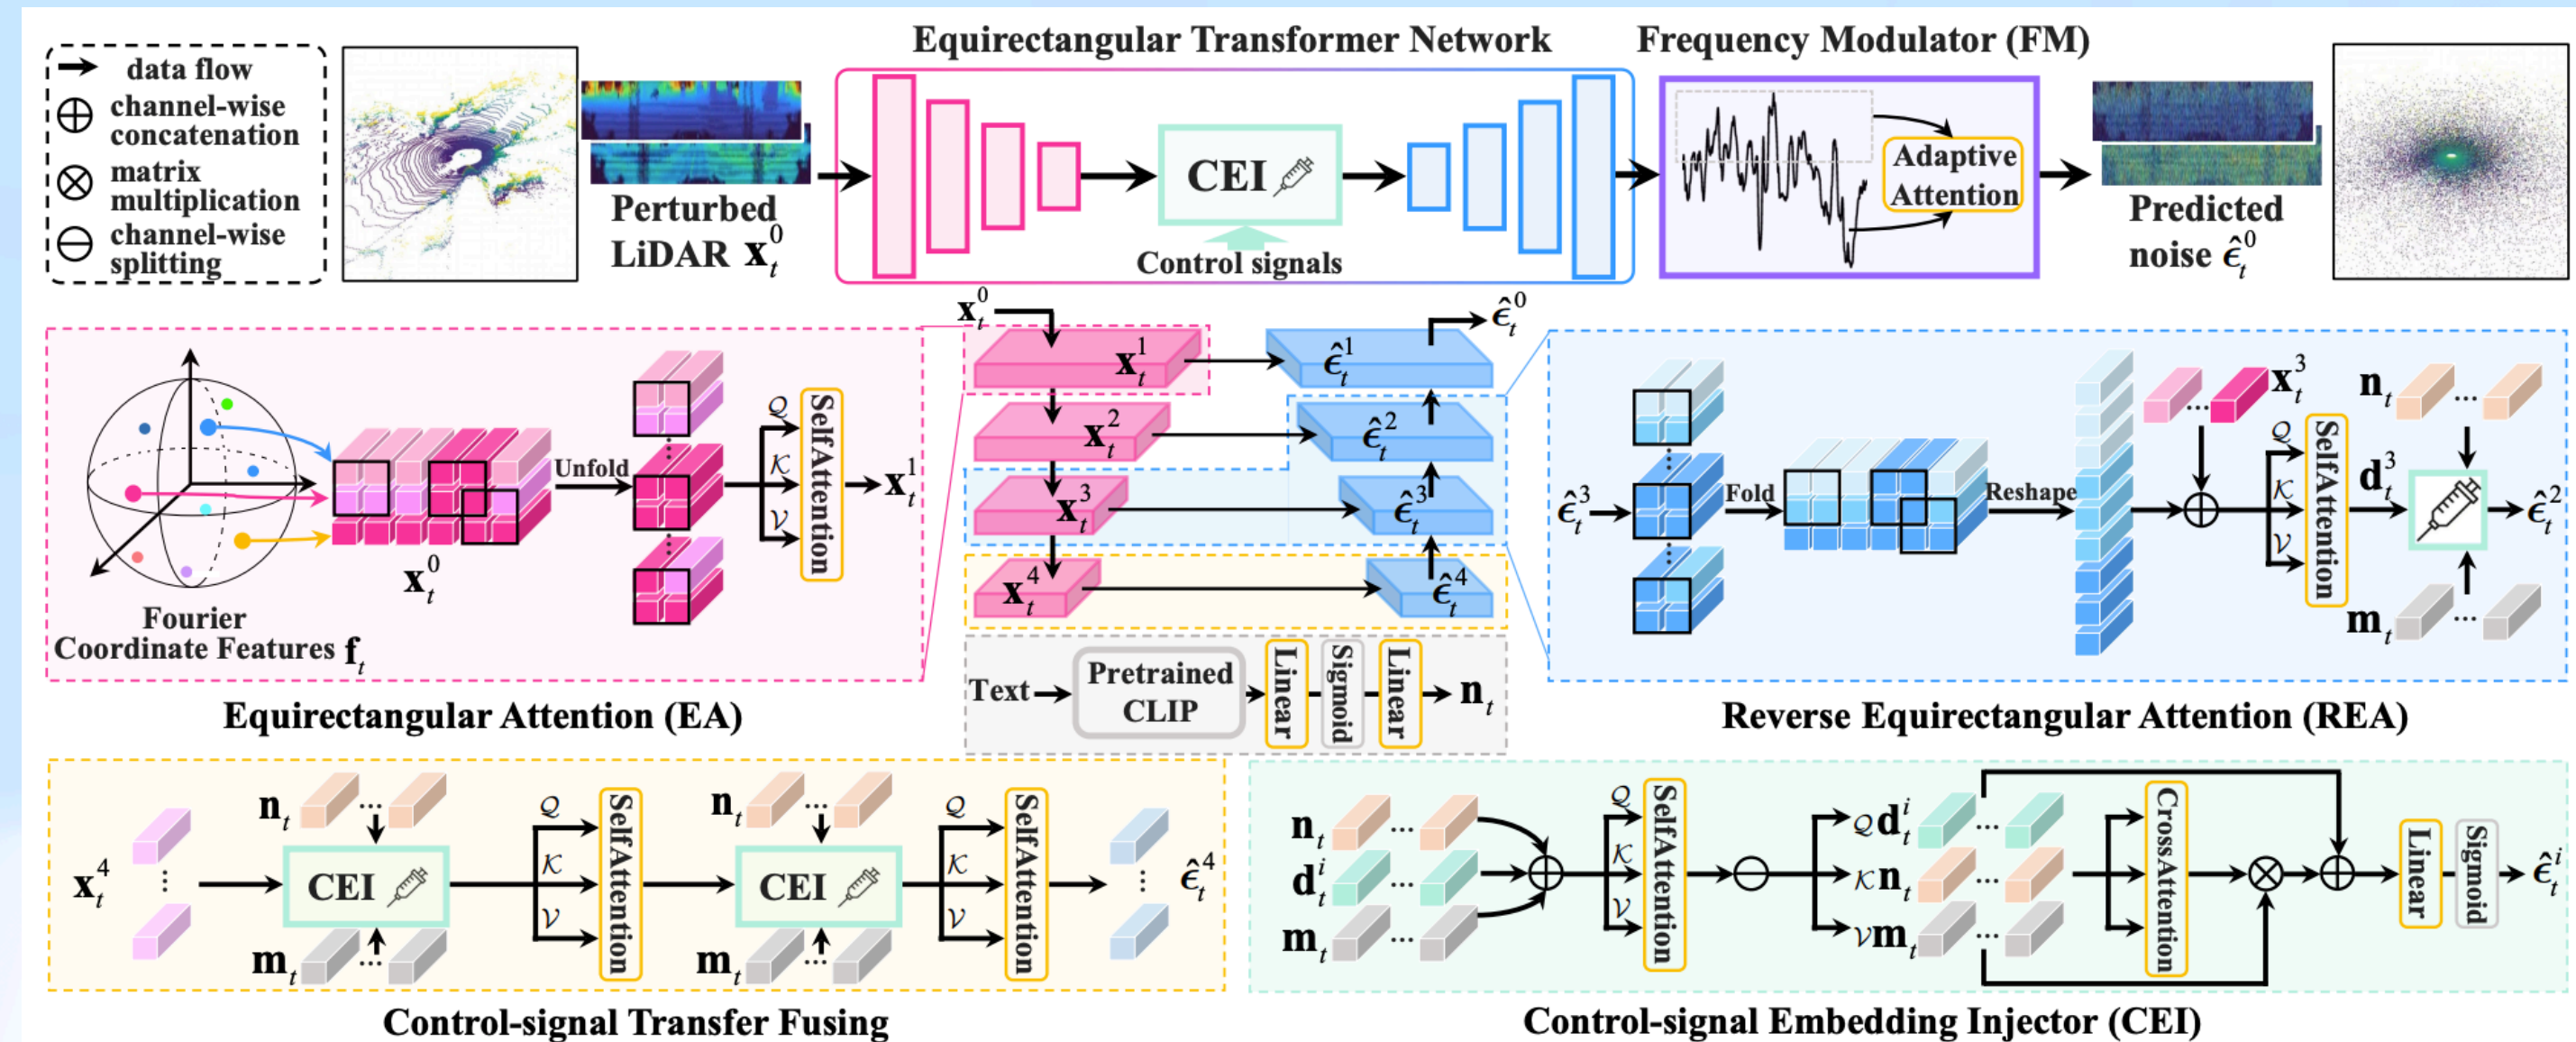 data flow
channel-wise
concatenation
matrix
multiplication
channel-wise
splitting
Perturbed
LiDAR x_t^0
Equirectangular Transformer Network
CEI
Control signals
Frequency Modulator (FM)
Adaptive
Attention
Predicted
noise ε̂_t^0
Fourier
Coordinate Features f_t
x_t^0
Unfold
Q
K
V
SelfAttention
x_t^1
Equirectangular Attention (EA)
x_t^0
ε̂_t^0
x_t^1
ε̂_t^1
x_t^2
ε̂_t^2
x_t^3
ε̂_t^3
x_t^4
ε̂_t^4
Text
Pretrained
CLIP
Linear
Sigmoid
Linear
n_t
ε̂_t^3
Fold
Reshape
x_t^3
Q
K
V
SelfAttention
n_t
d_t^3
m_t
ε̂_t^2
Reverse Equirectangular Attention (REA)
x_t^4
n_t
CEI
m_t
Q
K
V
SelfAttention
n_t
CEI
m_t
Q
K
V
SelfAttention
ε̂_t^4
Control-signal Transfer Fusing
n_t
d_t^i
m_t
Q
K
V
SelfAttention
Q d_t^i
K n_t
V m_t
CrossAttention
Linear
Sigmoid
ε̂_t^i
Control-signal Embedding Injector (CEI)